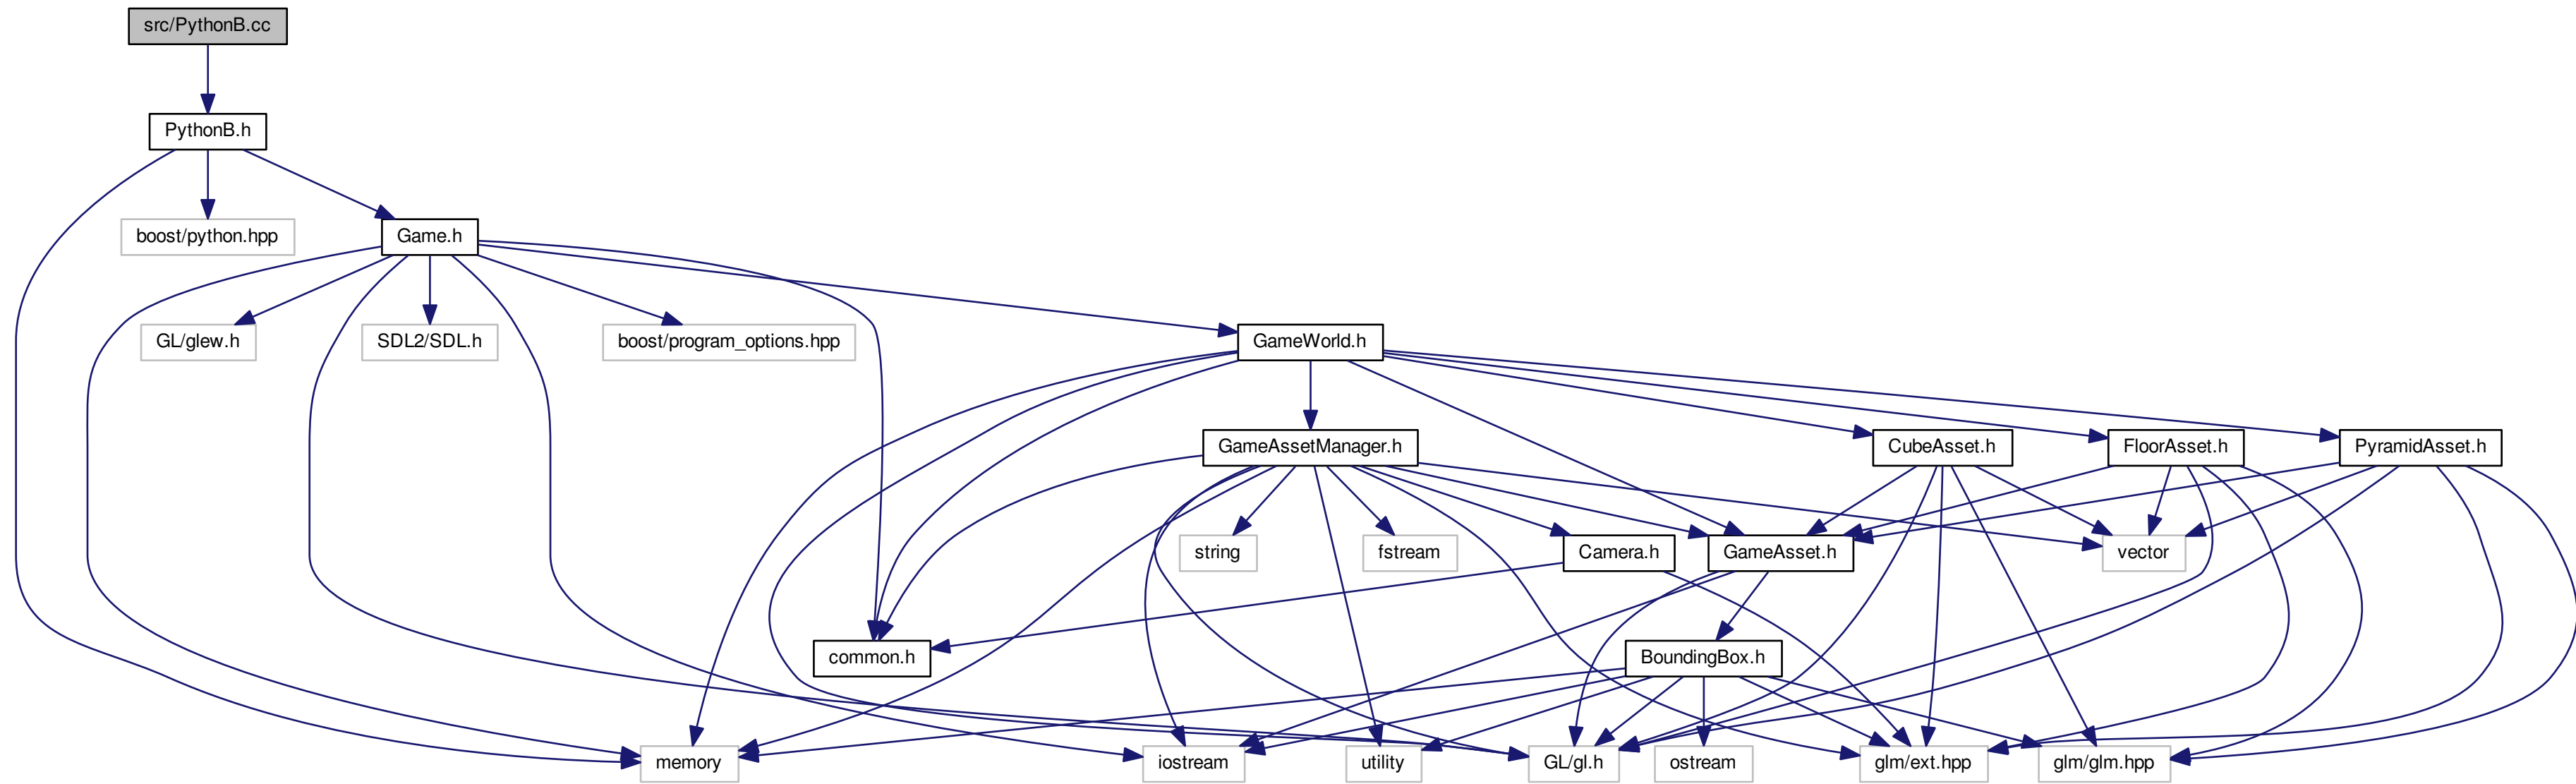 src/PythonB.cc
PythonB.h
boost/python.hpp
Game.h
GL/glew.h
SDL2/SDL.h
boost/program_options.hpp
GameWorld.h
GameAssetManager.h
CubeAsset.h
FloorAsset.h
PyramidAsset.h
string
fstream
Camera.h
GameAsset.h
vector
common.h
BoundingBox.h
memory
iostream
utility
GL/gl.h
ostream
glm/ext.hpp
glm/glm.hpp